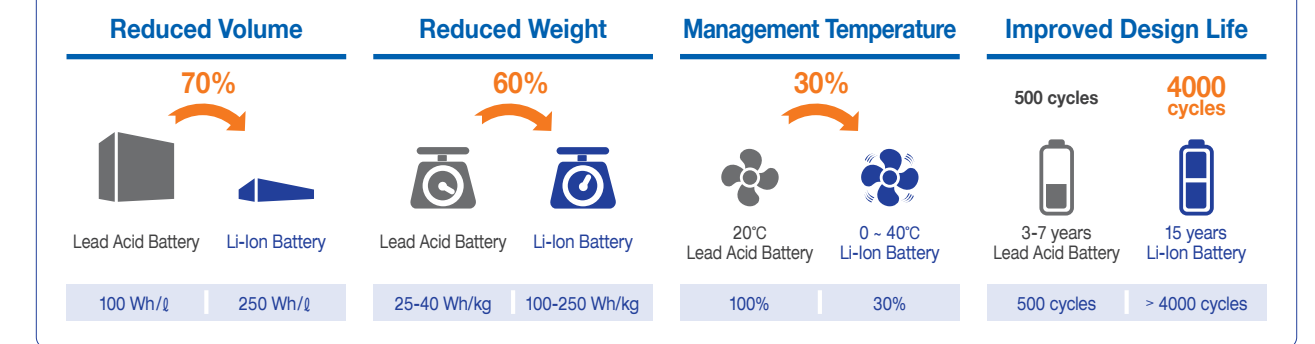 Reduced Volume
70%
Lead Acid Battery
Li-Ion Battery
100 Wh/ℓ
250 Wh/ℓ
Reduced Weight
60%
Lead Acid Battery
Li-Ion Battery
25-40 Wh/kg
100-250 Wh/kg
Management Temperature
30%
20℃
Lead Acid Battery
0 ~ 40℃
Li-Ion Battery
100%
30%
Improved Design Life
500 cycles
4000
cycles
3-7 years
Lead Acid Battery
15 years
Li-Ion Battery
500 cycles
> 4000 cycles